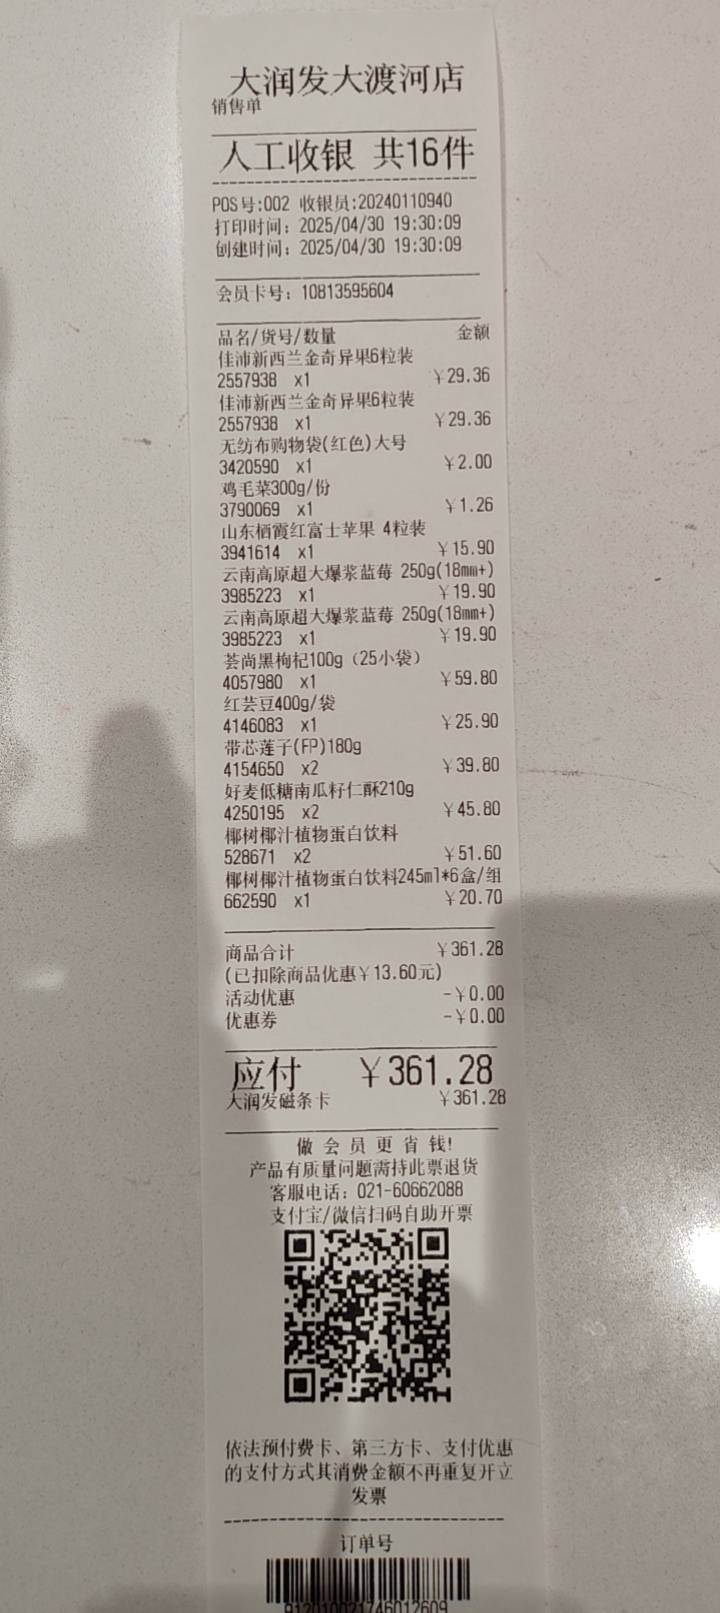 大润发大渡河店
销售单
人工收银 共16件
POS号:002 收银员:20240110940
打印时间: 2025/04/30 19:30:09
创建时间: 2025/04/30 19:30:09
会员卡号: 10813595604
品名/货号/数量 金额
佳沛新西兰金奇异果6粒装
2557938 x1 ¥29.36
佳沛新西兰金奇异果6粒装
2557938 x1 ¥29.36
无纺布购物袋(红色)大号
3420590 x1 ¥2.00
鸡毛菜300g/份
3790069 x1 ¥1.26
山东栖霞红富士苹果 4粒装
3941614 x1 ¥15.90
云南高原超大爆浆蓝莓 250g(18mm+)
3985223 x1 ¥19.90
云南高原超大爆浆蓝莓 250g(18mm+)
3985223 x1 ¥19.90
荟尚黑枸杞100g（25小袋）
4057980 x1 ¥59.80
红芸豆400g/袋
4146083 x1 ¥25.90
带芯莲子(FP)180g
4154650 x2 ¥39.80
好麦低糖南瓜籽仁酥210g
4250195 x2 ¥45.80
椰树椰汁植物蛋白饮料
528671 x2 ¥51.60
椰树椰汁植物蛋白饮料245ml*6盒/组
662590 x1 ¥20.70
商品合计 ¥361.28
(已扣除商品优惠¥13.60元)
活动优惠 -¥0.00
优惠券 -¥0.00
应付 ¥361.28
大润发磁条卡 ¥361.28
做 会 员 更 省 钱!
产品有质量问题需持此票退货
客服电话: 021-60662088
支付宝/微信扫码自助开票
依法预付费卡、第三方卡、支付优惠
的支付方式其消费金额不再重复开立
发票
订单号
912010021746012609